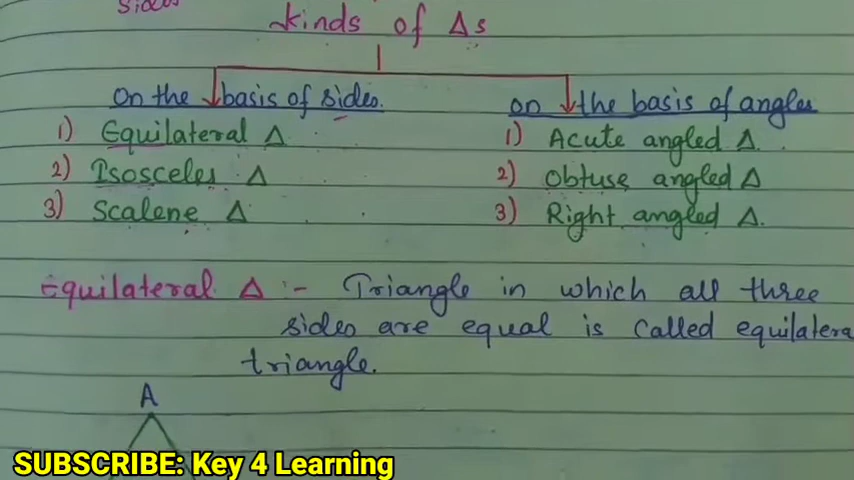 sides
kinds of Δs
On the basis of sides.
1) Equilateral Δ
2) Isosceles Δ
3) Scalene Δ
on the basis of angles
1) Acute angled Δ.
2) Obtuse angled Δ
3) Right angled Δ.
Equilateral Δ :- Triangle in which all three
sides are equal is called equilatera
triangle.
A
SUBSCRIBE: Key 4 Learning